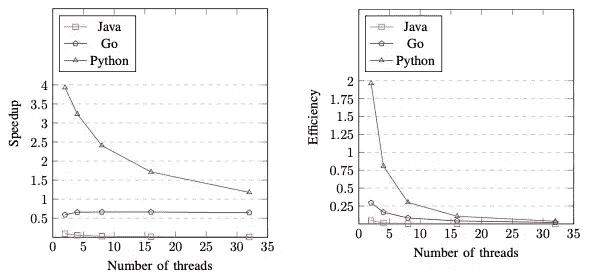 Java
Go
Python
4
3.5
3
2.5
2
1.5
1
0.5
0 5 10 15 20 25 30 35
Speedup
Number of threads
Java
Go
Python
2
1.75
1.5
1.25
1
0.75
0.5
0.25
0 5 10 15 20 25 30 35
Efficiency
Number of threads